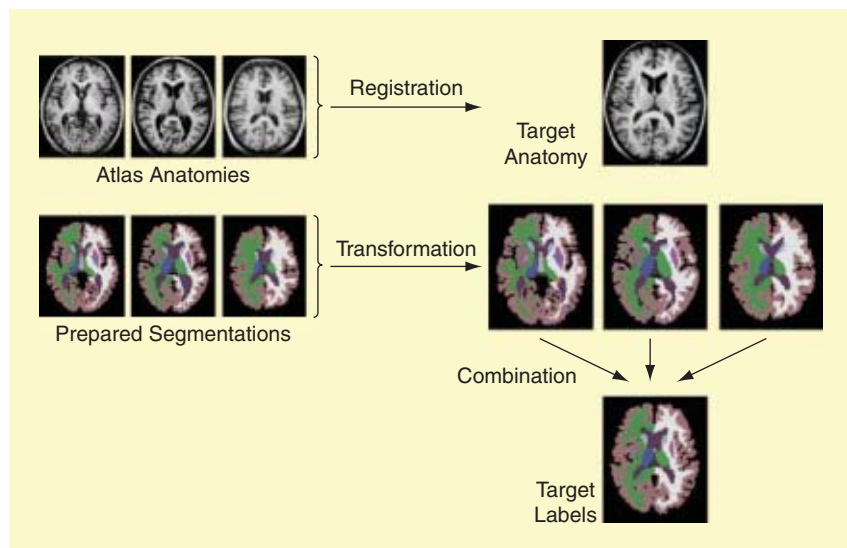 Registration
Target
Anatomy
Atlas Anatomies
Transformation
Prepared Segmentations
Combination
Target
Labels